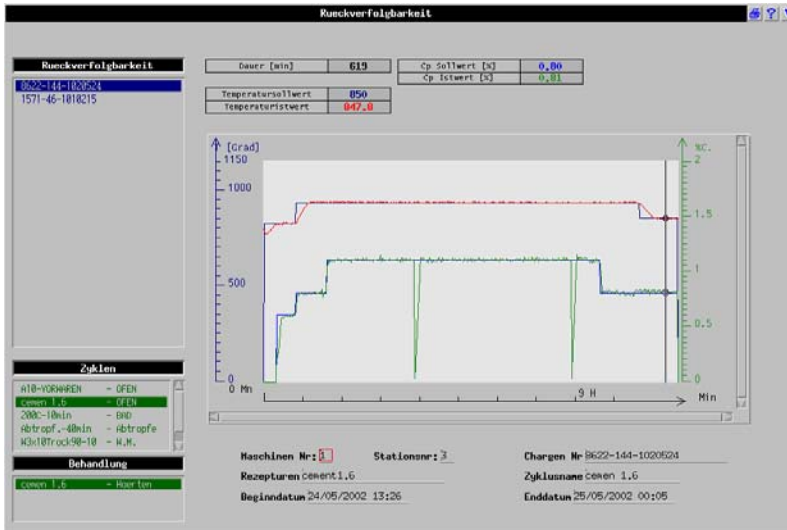 Rueckverfolgbarkeit
?
Rueckverfolgbarkeit
8622-144-1020524
1571-46-1010215
Dauer [min] 619
Cp Sollwert [%] 0,80
Cp Istwert [%] 0,81
Temperatursollwert 850
Temperaturistwert 847.8
[Grad]
1150
1000
500
0 Mn
%C.
2
1.5
1
0.5
0
9 H
Min
Zyklen
A10-VORWAREN - OFEN
cemen 1.6 - OFEN
200C-10min - BAD
Abtropf.-40min - Abtropfe
W3x10Trock90-10 - W.M.
Behandlung
cemen 1.6 - Haerten
Maschinen Nr: 1 Stationsnr: 3 Chargen Nr 8622-144-1020524
Rezepturen cement1.6 Zyklusname cemen 1.6
Beginndatum 24/05/2002 13:26 Enddatum 25/05/2002 00:05